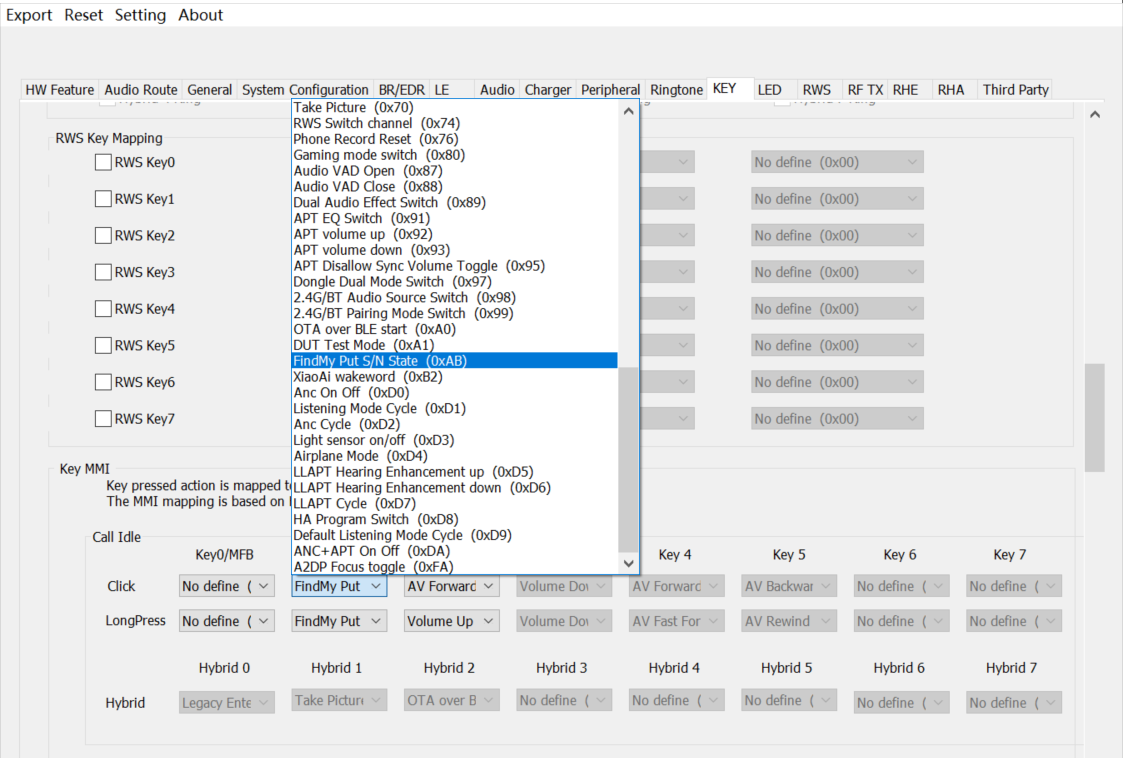 Export Reset Setting About
HW Feature Audio Route General System Configuration BR/EDR LE Audio Charger Peripheral Ringtone KEY LED RWS RF TX RHE RHA Third Party
RWS Key Mapping
RWS Key0
No define (0x00)
RWS Key1
No define (0x00)
RWS Key2
No define (0x00)
RWS Key3
No define (0x00)
RWS Key4
No define (0x00)
RWS Key5
No define (0x00)
RWS Key6
No define (0x00)
RWS Key7
No define (0x00)
Take Picture (0x70)
RWS Switch channel (0x74)
Phone Record Reset (0x76)
Gaming mode switch (0x80)
Audio VAD Open (0x87)
Audio VAD Close (0x88)
Dual Audio Effect Switch (0x89)
APT EQ Switch (0x91)
APT volume up (0x92)
APT volume down (0x93)
APT Disallow Sync Volume Toggle (0x95)
Dongle Dual Mode Switch (0x97)
2.4G/BT Audio Source Switch (0x98)
2.4G/BT Pairing Mode Switch (0x99)
OTA over BLE start (0xA0)
DUT Test Mode (0xA1)
FindMy Put S/N State (0xAB)
XiaoAi wakeword (0xB2)
Anc On Off (0xD0)
Listening Mode Cycle (0xD1)
Anc Cycle (0xD2)
Light sensor on/off (0xD3)
Airplane Mode (0xD4)
LLAPT Hearing Enhancement up (0xD5)
LLAPT Hearing Enhancement down (0xD6)
LLAPT Cycle (0xD7)
HA Program Switch (0xD8)
Default Listening Mode Cycle (0xD9)
ANC+APT On Off (0xDA)
A2DP Focus toggle (0xFA)
Key MMI
Key pressed action is mapped
The MMI mapping is based on
Call Idle
Key0/MFB Key 4 Key 5 Key 6 Key 7
Click No define ( FindMy Put AV Forward Volume Do AV Forward AV Backwar No define ( No define (
LongPress No define ( FindMy Put Volume Up Volume Do AV Fast For AV Rewind No define ( No define (
Hybrid 0 Hybrid 1 Hybrid 2 Hybrid 3 Hybrid 4 Hybrid 5 Hybrid 6 Hybrid 7
Hybrid Legacy Ente Take Pictur OTA over B No define ( No define ( No define ( No define ( No define (